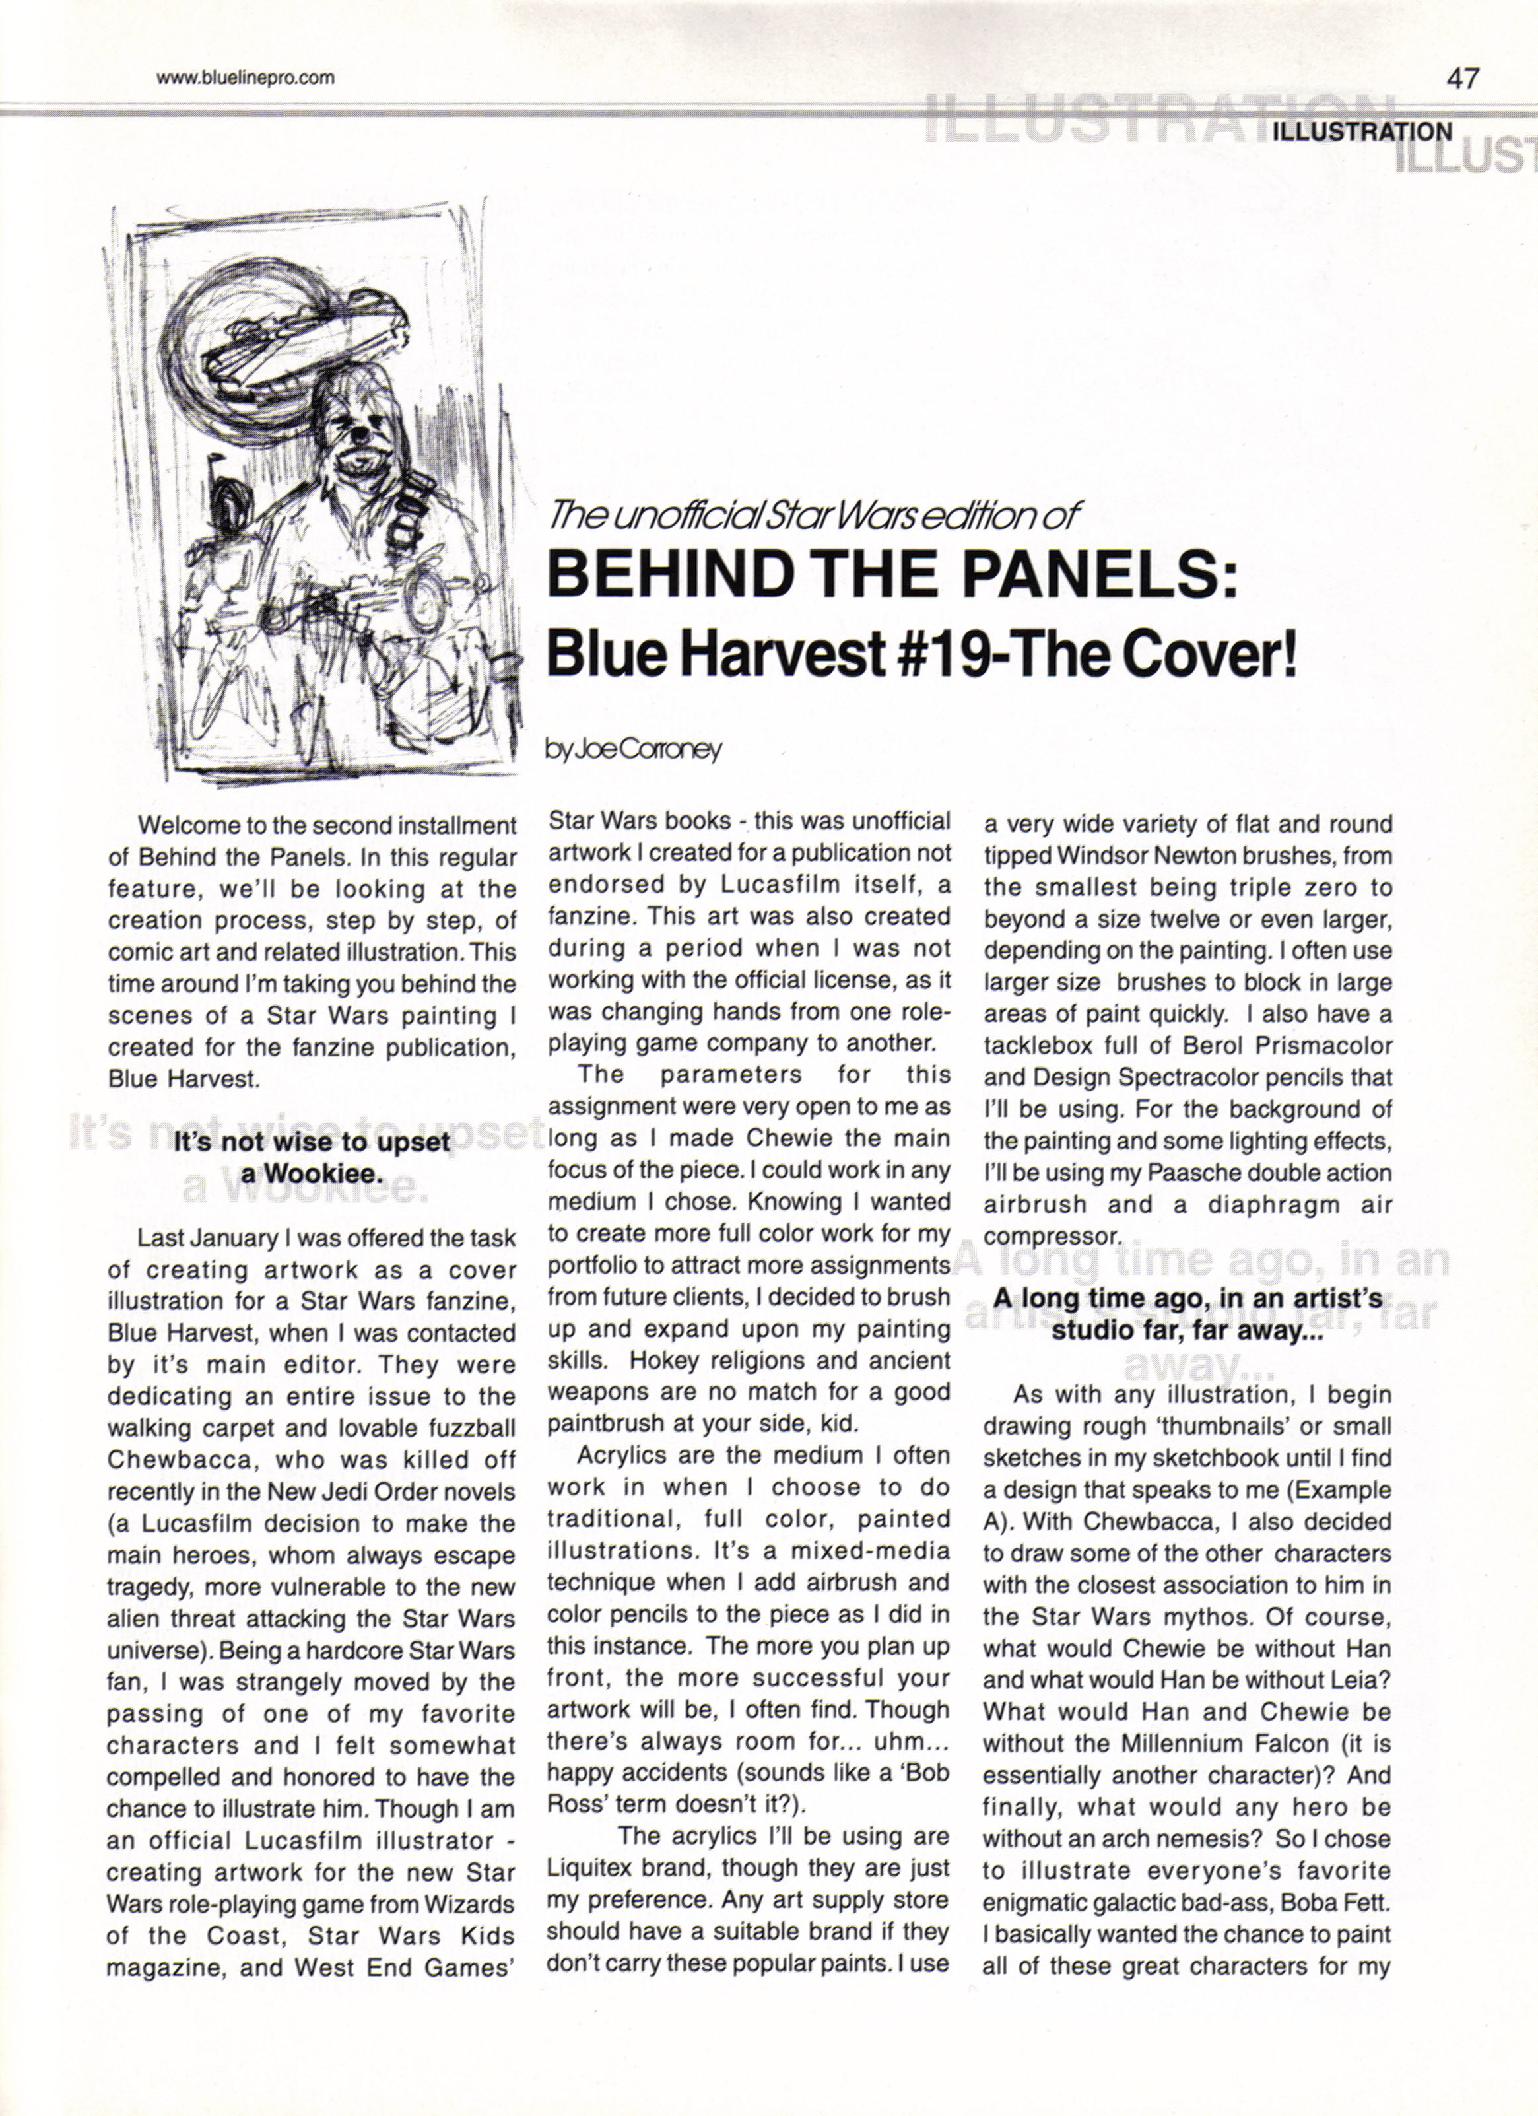 www.bluelinepro.com
47
ILLUSTRATION
ILLUSTRATION
ILLUST
The unofficial Star Wars edition of
BEHIND THE PANELS:
Blue Harvest #19-The Cover!
by Joe Corroney
Welcome to the second installment
of Behind the Panels. In this regular
feature, we'll be looking at the
creation process, step by step, of
comic art and related illustration. This
time around I'm taking you behind the
scenes of a Star Wars painting I
created for the fanzine publication,
Blue Harvest.
It's not wise to upset
a Wookiee.
It's not wise to upset
a Wookiee.
Last January I was offered the task
of creating artwork as a cover
illustration for a Star Wars fanzine,
Blue Harvest, when I was contacted
by it's main editor. They were
dedicating an entire issue to the
walking carpet and lovable fuzzball
Chewbacca, who was killed off
recently in the New Jedi Order novels
(a Lucasfilm decision to make the
main heroes, whom always escape
tragedy, more vulnerable to the new
alien threat attacking the Star Wars
universe). Being a hardcore Star Wars
fan, I was strangely moved by the
passing of one of my favorite
characters and I felt somewhat
compelled and honored to have the
chance to illustrate him. Though I am
an official Lucasfilm illustrator -
creating artwork for the new Star
Wars role-playing game from Wizards
of the Coast, Star Wars Kids
magazine, and West End Games'
Star Wars books - this was unofficial
artwork I created for a publication not
endorsed by Lucasfilm itself, a
fanzine. This art was also created
during a period when I was not
working with the official license, as it
was changing hands from one role-
playing game company to another.
The parameters for this
assignment were very open to me as
long as I made Chewie the main
focus of the piece. I could work in any
medium I chose. Knowing I wanted
to create more full color work for my
portfolio to attract more assignments
from future clients, I decided to brush
up and expand upon my painting
skills. Hokey religions and ancient
weapons are no match for a good
paintbrush at your side, kid.
Acrylics are the medium I often
work in when I choose to do
traditional, full color, painted
illustrations. It's a mixed-media
technique when I add airbrush and
color pencils to the piece as I did in
this instance. The more you plan up
front, the more successful your
artwork will be, I often find. Though
there's always room for... uhm...
happy accidents (sounds like a 'Bob
Ross' term doesn't it?).
The acrylics I'll be using are
Liquitex brand, though they are just
my preference. Any art supply store
should have a suitable brand if they
don't carry these popular paints. I use
a very wide variety of flat and round
tipped Windsor Newton brushes, from
the smallest being triple zero to
beyond a size twelve or even larger,
depending on the painting. I often use
larger size brushes to block in large
areas of paint quickly. I also have a
tacklebox full of Berol Prismacolor
and Design Spectracolor pencils that
I'll be using. For the background of
the painting and some lighting effects,
I'll be using my Paasche double action
airbrush and a diaphragm air
compressor.
A long time ago, in an
artist's studio far, far
away...
A long time ago, in an artist's
studio far, far away...
As with any illustration, I begin
drawing rough 'thumbnails' or small
sketches in my sketchbook until I find
a design that speaks to me (Example
A). With Chewbacca, I also decided
to draw some of the other characters
with the closest association to him in
the Star Wars mythos. Of course,
what would Chewie be without Han
and what would Han be without Leia?
What would Han and Chewie be
without the Millennium Falcon (it is
essentially another character)? And
finally, what would any hero be
without an arch nemesis? So I chose
to illustrate everyone's favorite
enigmatic galactic bad-ass, Boba Fett.
I basically wanted the chance to paint
all of these great characters for my